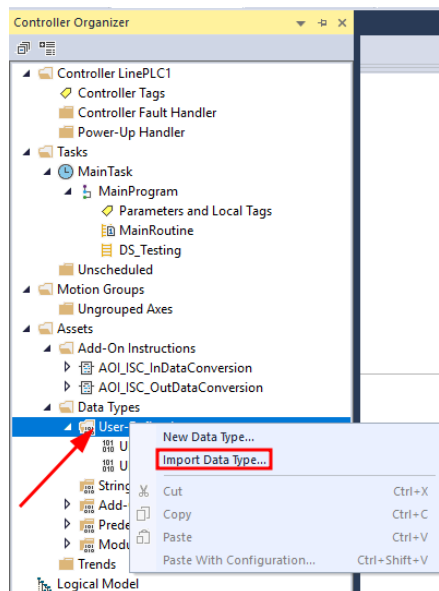 Controller Organizer
Controller LinePLC1
Controller Tags
Controller Fault Handler
Power-Up Handler
Tasks
MainTask
MainProgram
Parameters and Local Tags
MainRoutine
DS_Testing
Unscheduled
Motion Groups
Ungrouped Axes
Assets
Add-On Instructions
AOI_ISC_InDataConversion
AOI_ISC_OutDataConversion
Data Types
New Data Type...
Import Data Type...
Cut Ctrl+X
Copy Ctrl+C
Paste Ctrl+V
Paste With Configuration... Ctrl+Shift+V
Trends
Logical Model